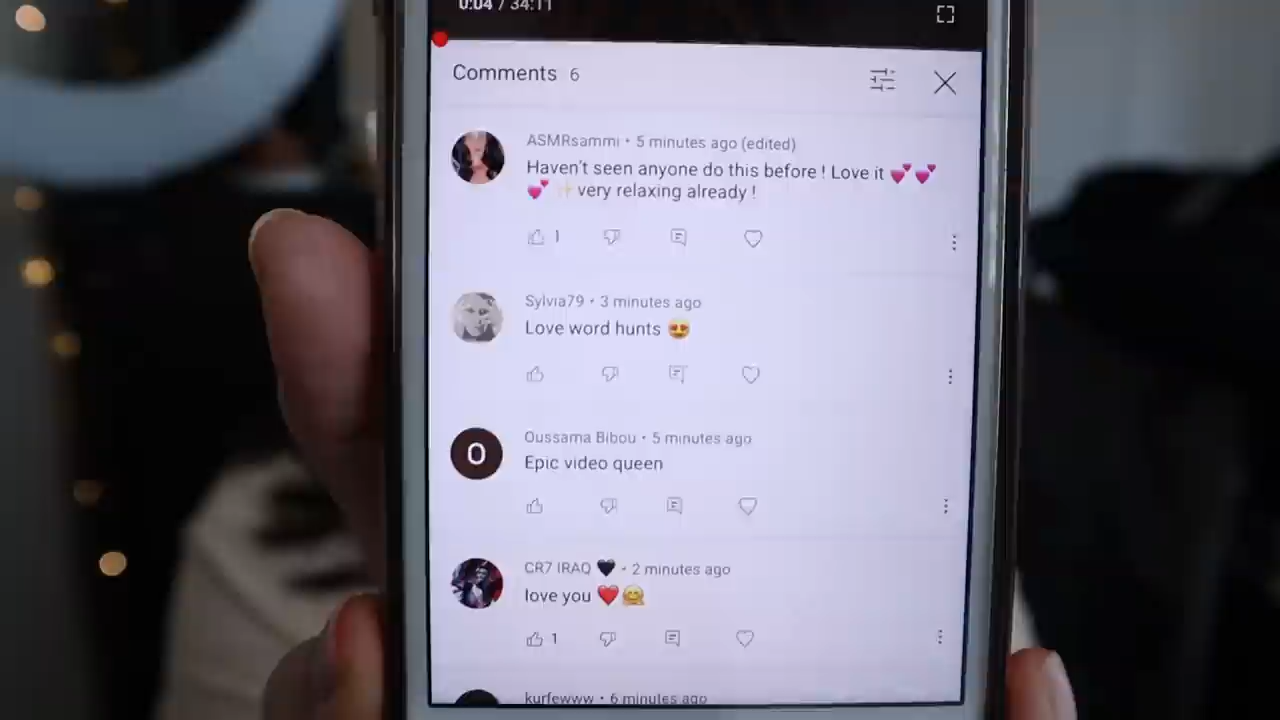 0:04 / 34:11
Comments 6
ASMRsammi • 5 minutes ago (edited)
Haven't seen anyone do this before ! Love it 💕💕
💕 ✨ very relaxing already !
1
Sylvia79 • 3 minutes ago
Love word hunts 😍
Oussama Bibou • 5 minutes ago
O
Epic video queen
CR7 IRAQ 🖤 • 2 minutes ago
love you ❤️🤗
1
kurfewww • 6 minutes ago